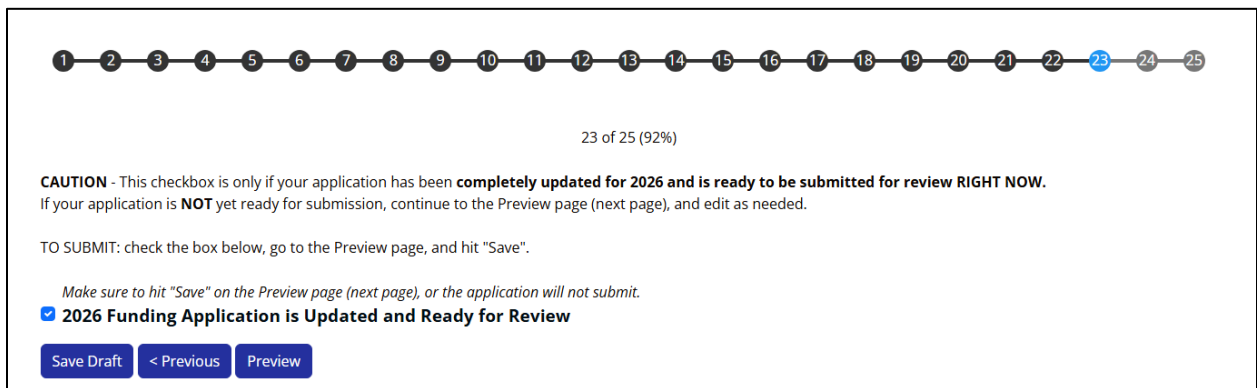 1 2 3 4 5 6 7 8 9 10 11 12 13 14 15 16 17 18 19 20 21 22 23 24 25
23 of 25 (92%)
CAUTION - This checkbox is only if your application has been completely updated for 2026 and is ready to be submitted for review RIGHT NOW.
If your application is NOT yet ready for submission, continue to the Preview page (next page), and edit as needed.
TO SUBMIT: check the box below, go to the Preview page, and hit "Save".
Make sure to hit "Save" on the Preview page (next page), or the application will not submit.
2026 Funding Application is Updated and Ready for Review
Save Draft < Previous Preview